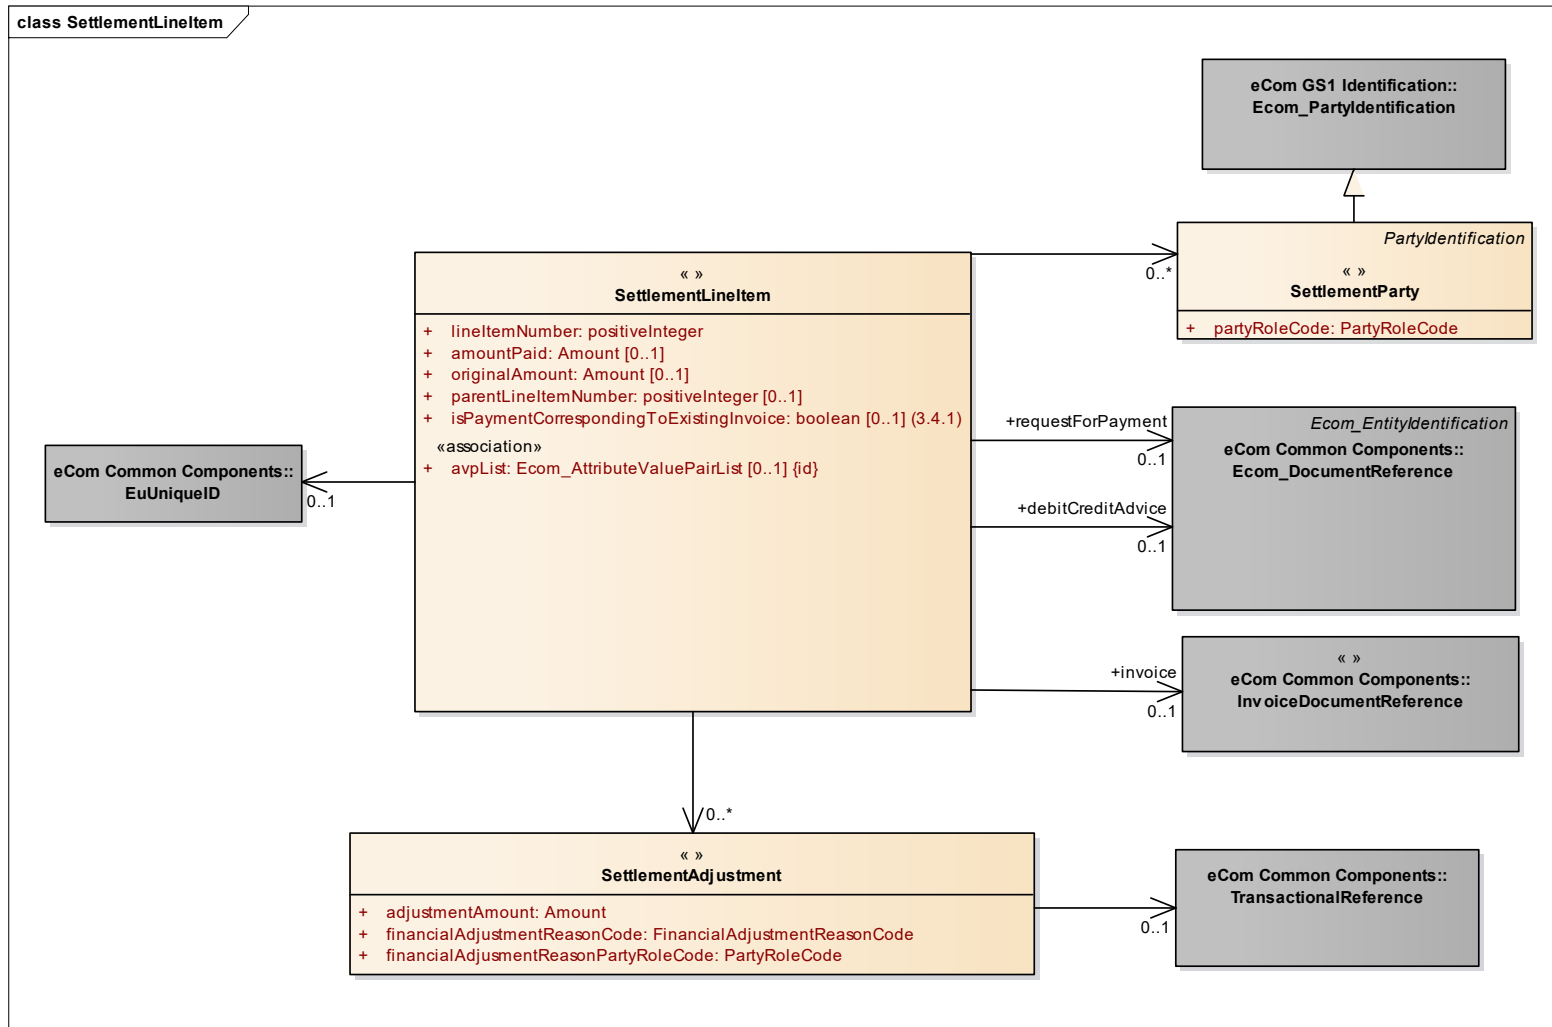 class SettlementLineItem
eCom GS1 Identification::
Ecom_PartyIdentification
PartyIdentification
« »
SettlementParty
+ partyRoleCode: PartyRoleCode
0..*
« »
SettlementLineItem
+ lineItemNumber: positiveInteger
+ amountPaid: Amount [0..1]
+ originalAmount: Amount [0..1]
+ parentLineItemNumber: positiveInteger [0..1]
+ isPaymentCorrespondingToExistingInvoice: boolean [0..1] (3.4.1)
«association»
+ avpList: Ecom_AttributeValuePairList [0..1] {id}
+requestForPayment
0..1
+debitCreditAdvice
0..1
Ecom_EntityIdentification
eCom Common Components::
Ecom_DocumentReference
eCom Common Components::
EuUniqueID
0..1
+invoice
0..1
« »
eCom Common Components::
InvoiceDocumentReference
0..*
« »
SettlementAdjustment
+ adjustmentAmount: Amount
+ financialAdjustmentReasonCode: FinancialAdjustmentReasonCode
+ financialAdjusmentReasonPartyRoleCode: PartyRoleCode
0..1
eCom Common Components::
TransactionalReference